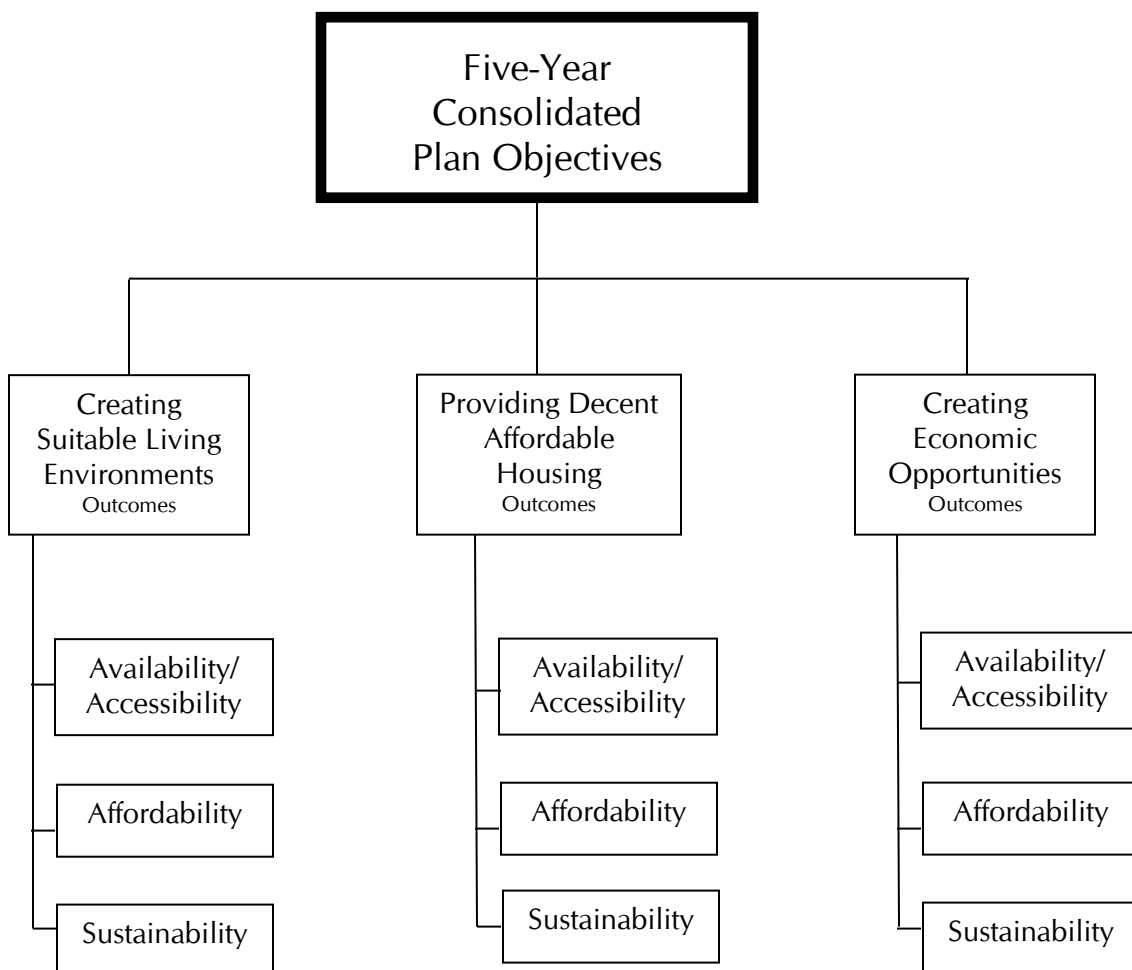 Five-Year
Consolidated
Plan Objectives
Creating
Suitable Living
Environments
Outcomes
Providing Decent
Affordable
Housing
Outcomes
Creating
Economic
Opportunities
Outcomes
Availability/
Accessibility
Affordability
Sustainability
Availability/
Accessibility
Affordability
Sustainability
Availability/
Accessibility
Affordability
Sustainability